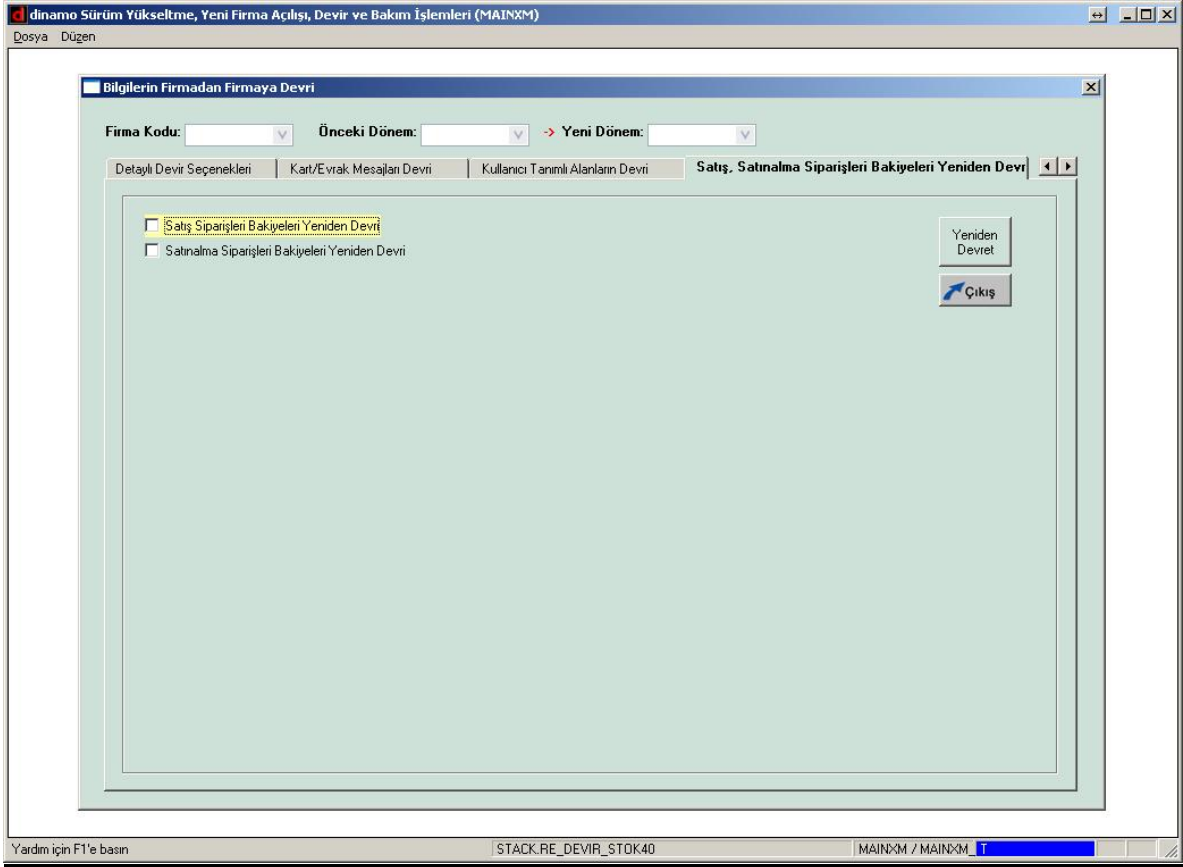 dinamo Sürüm Yükseltme, Yeni Firma Açılışı, Devir ve Bakım İşlemleri (MAINXM)
Dosya Düzen
Bilgilerin Firmadan Firmaya Devri
Firma Kodu: Önceki Dönem: -> Yeni Dönem:
Detaylı Devir Seçenekleri Kart/Evrak Mesajları Devri Kullanıcı Tanımlı Alanların Devri Satış, Satınalma Siparişleri Bakiyeleri Yeniden Devr
Satış Siparişleri Bakiyeleri Yeniden Devri
Satınalma Siparişleri Bakiyeleri Yeniden Devri
Yeniden
Devret
Çıkış
Yardım için F1'e basın STACK.RE_DEVIR_STOK40 MAINXM / MAINXM_T